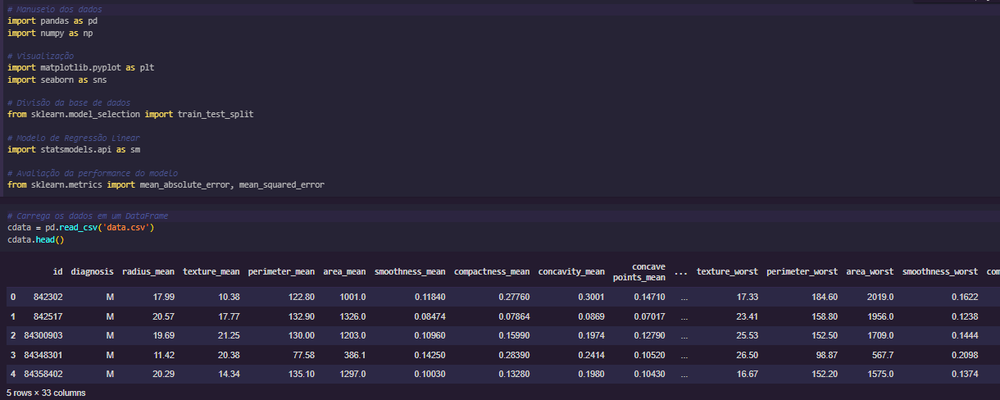 # Manuseio dos dados
import pandas as pd
import numpy as np
# Visualização
import matplotlib.pyplot as plt
import seaborn as sns
# Divisão da base de dados
from sklearn.model_selection import train_test_split
# Modelo de Regressão Linear
import statsmodels.api as sm
# Avaliação da performance do modelo
from sklearn.metrics import mean_absolute_error, mean_squared_error
# Carrega os dados em um DataFrame
cdata = pd.read_csv('data.csv')
cdata.head()
id diagnosis radius_mean texture_mean perimeter_mean area_mean smoothness_mean compactness_mean concavity_mean concave points_mean ... texture_worst perimeter_worst area_worst smoothness_worst
0 842302 M 17.99 10.38 122.80 1001.0 0.11840 0.27760 0.3001 0.14710 ... 17.33 184.60 2019.0 0.1622
1 842517 M 20.57 17.77 132.90 1326.0 0.08474 0.07864 0.0869 0.07017 ... 23.41 158.80 1956.0 0.1238
2 84300903 M 19.69 21.25 130.00 1203.0 0.10960 0.15990 0.1974 0.12790 ... 25.53 152.50 1709.0 0.1444
3 84348301 M 11.42 20.38 77.58 386.1 0.14250 0.28390 0.2414 0.10520 ... 26.50 98.87 567.7 0.2098
4 84358402 M 20.29 14.34 135.10 1297.0 0.10030 0.13280 0.1980 0.10430 ... 16.67 152.20 1575.0 0.1374
5 rows × 33 columns